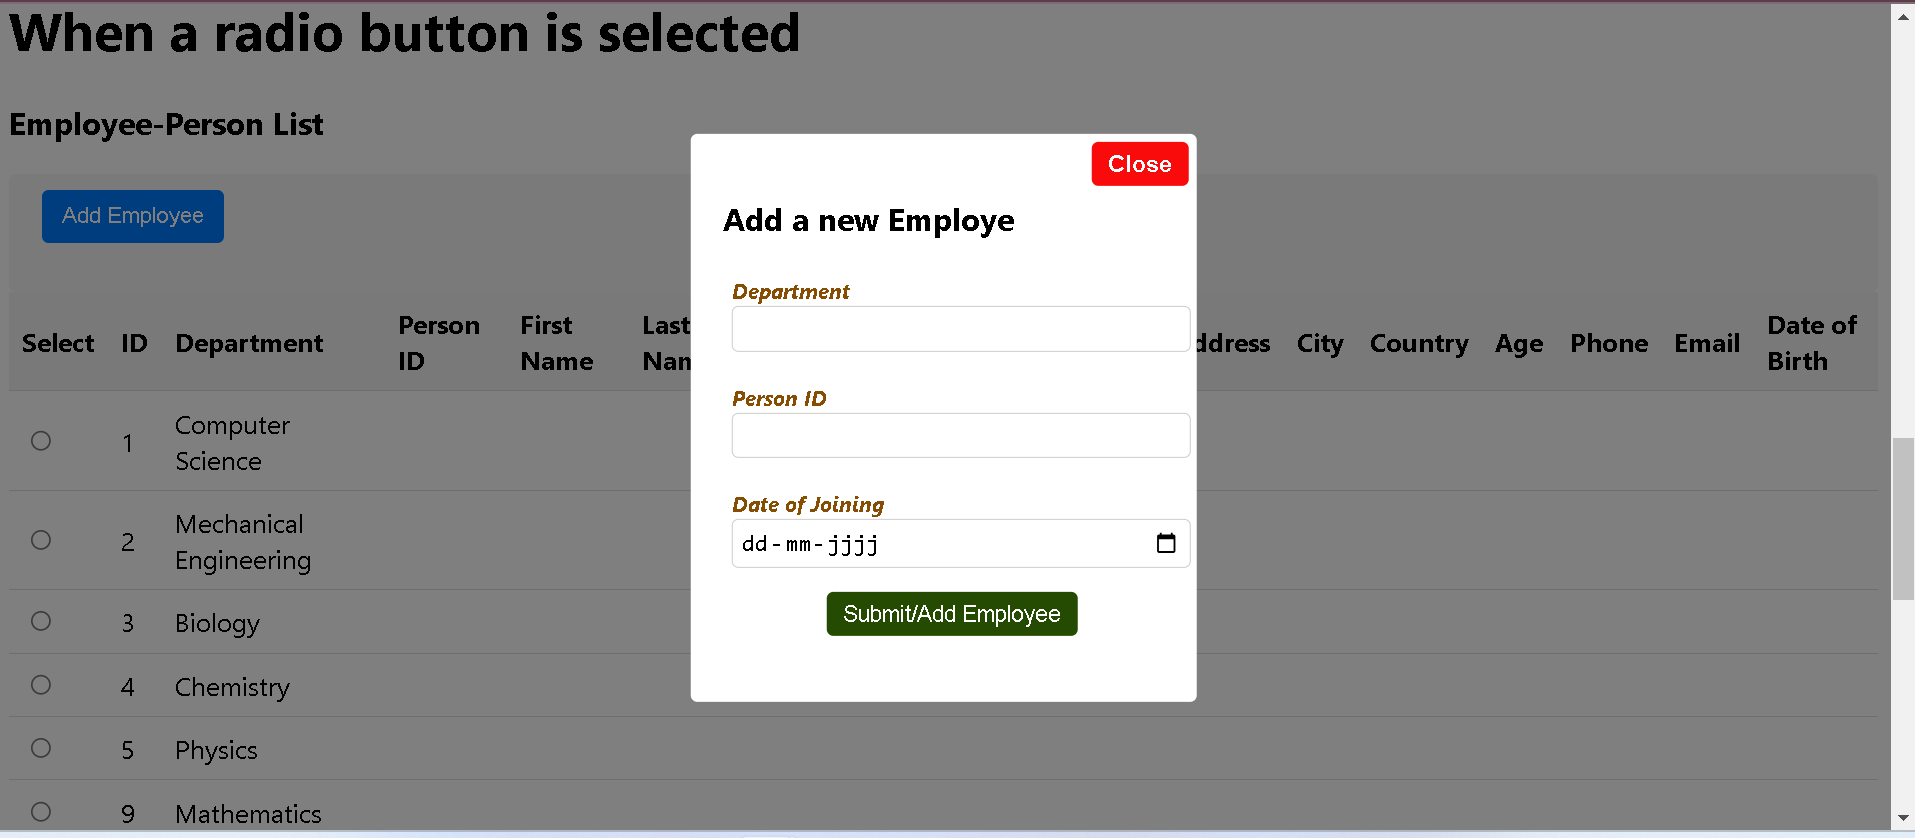 When a radio button is selected
Employee-Person List
Add Employee
Select ID Department Person ID First Name Last Nam ddress City Country Age Phone Email Date of Birth
1 Computer Science
2 Mechanical Engineering
3 Biology
4 Chemistry
5 Physics
9 Mathematics
Close
Add a new Employe
Department
Person ID
Date of Joining
dd-mm-jjjj
Submit/Add Employee